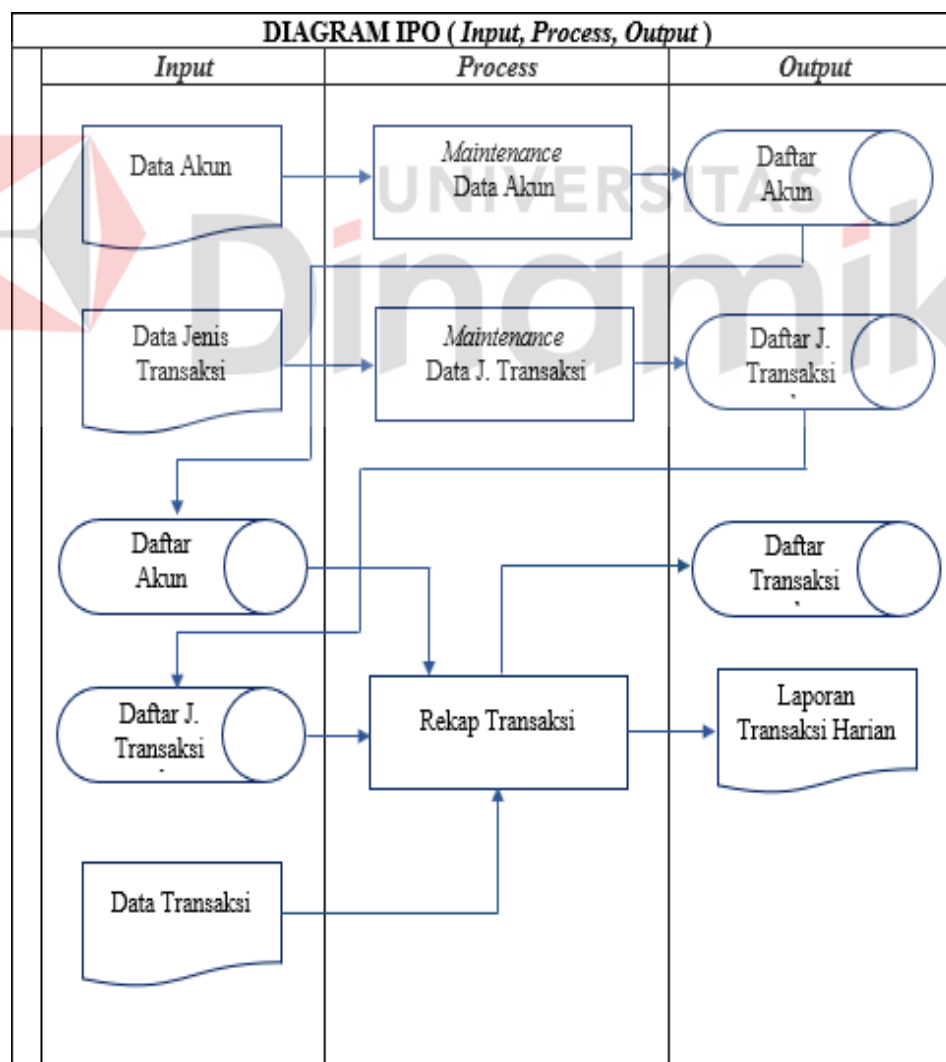 DIAGRAM IPO ( Input, Process, Output )
Input
Process
Output
Data Akun
Maintenance
Data Akun
Daftar
Akun
UNIVERSITAS
Dinamik
Data Jenis
Transaksi
Maintenance
Data J. Transaksi
Daftar J.
Transaksi
Daftar
Akun
Daftar
Transaksi
Daftar J.
Transaksi
Rekap Transaksi
Laporan
Transaksi Harian
Data Transaksi